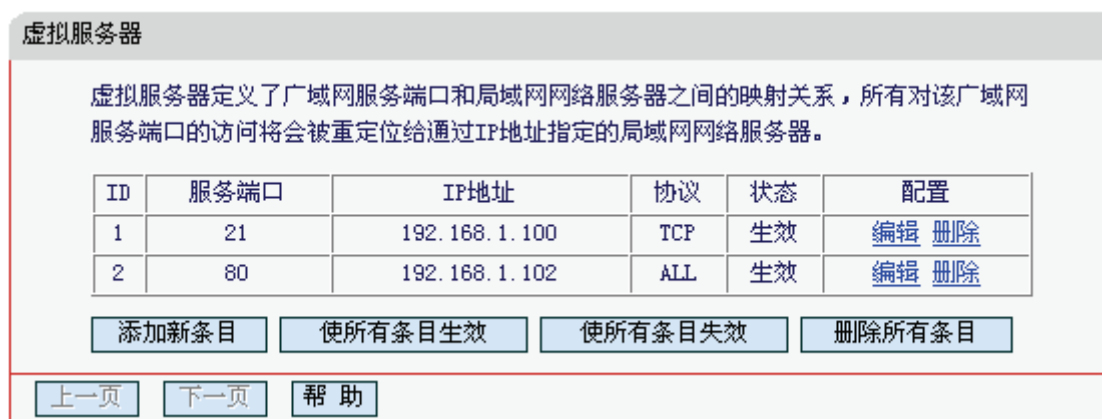 虚拟服务器
虚拟服务器定义了广域网服务端口和局域网网络服务器之间的映射关系，所有对该广域网
服务端口的访问将会被重定位给通过IP地址指定的局域网网络服务器。
ID 服务端口 IP地址 协议 状态 配置
1 21 192.168.1.100 TCP 生效 编辑 删除
2 80 192.168.1.102 ALL 生效 编辑 删除
添加新条目 使所有条目生效 使所有条目失效 删除所有条目
上一页 下一页 帮 助